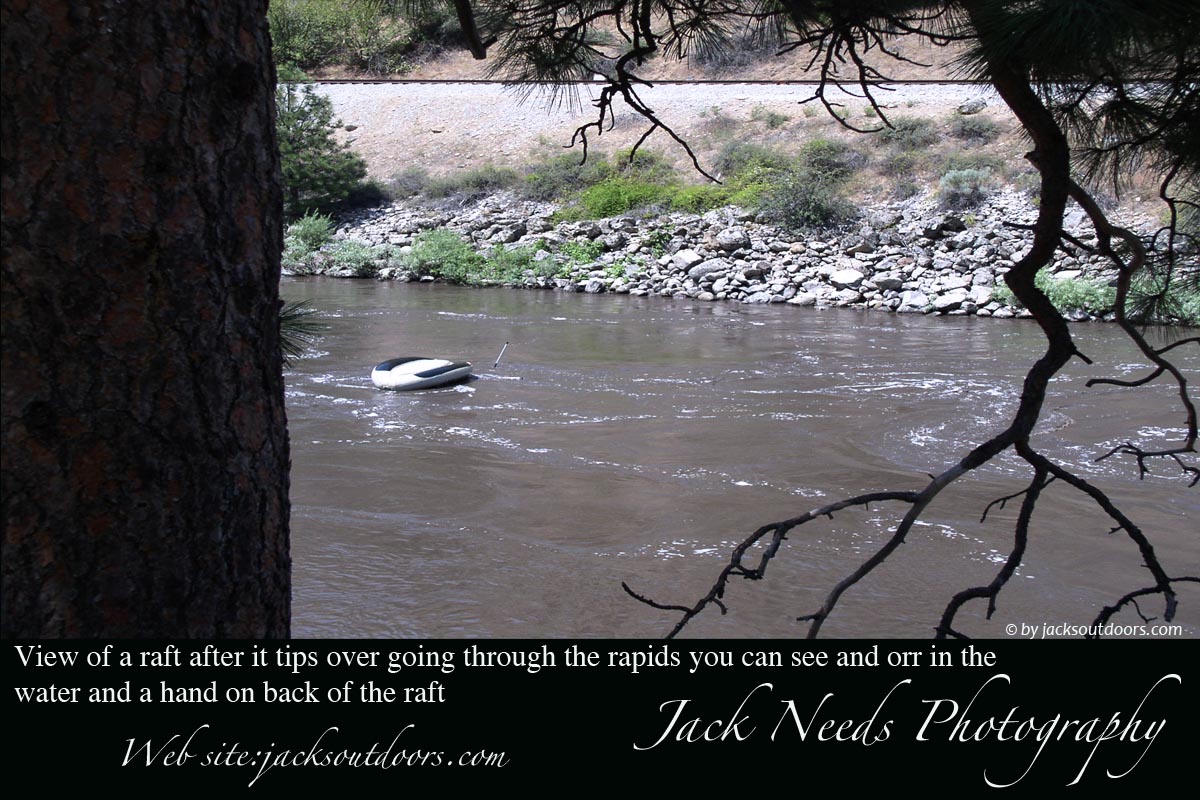 © by jacksoutdoors.com
View of a raft after it tips over going through the rapids you can see and orr in the
water and a hand on back of the raft
Jack Needs Photography
Web site:jacksoutdoors.com